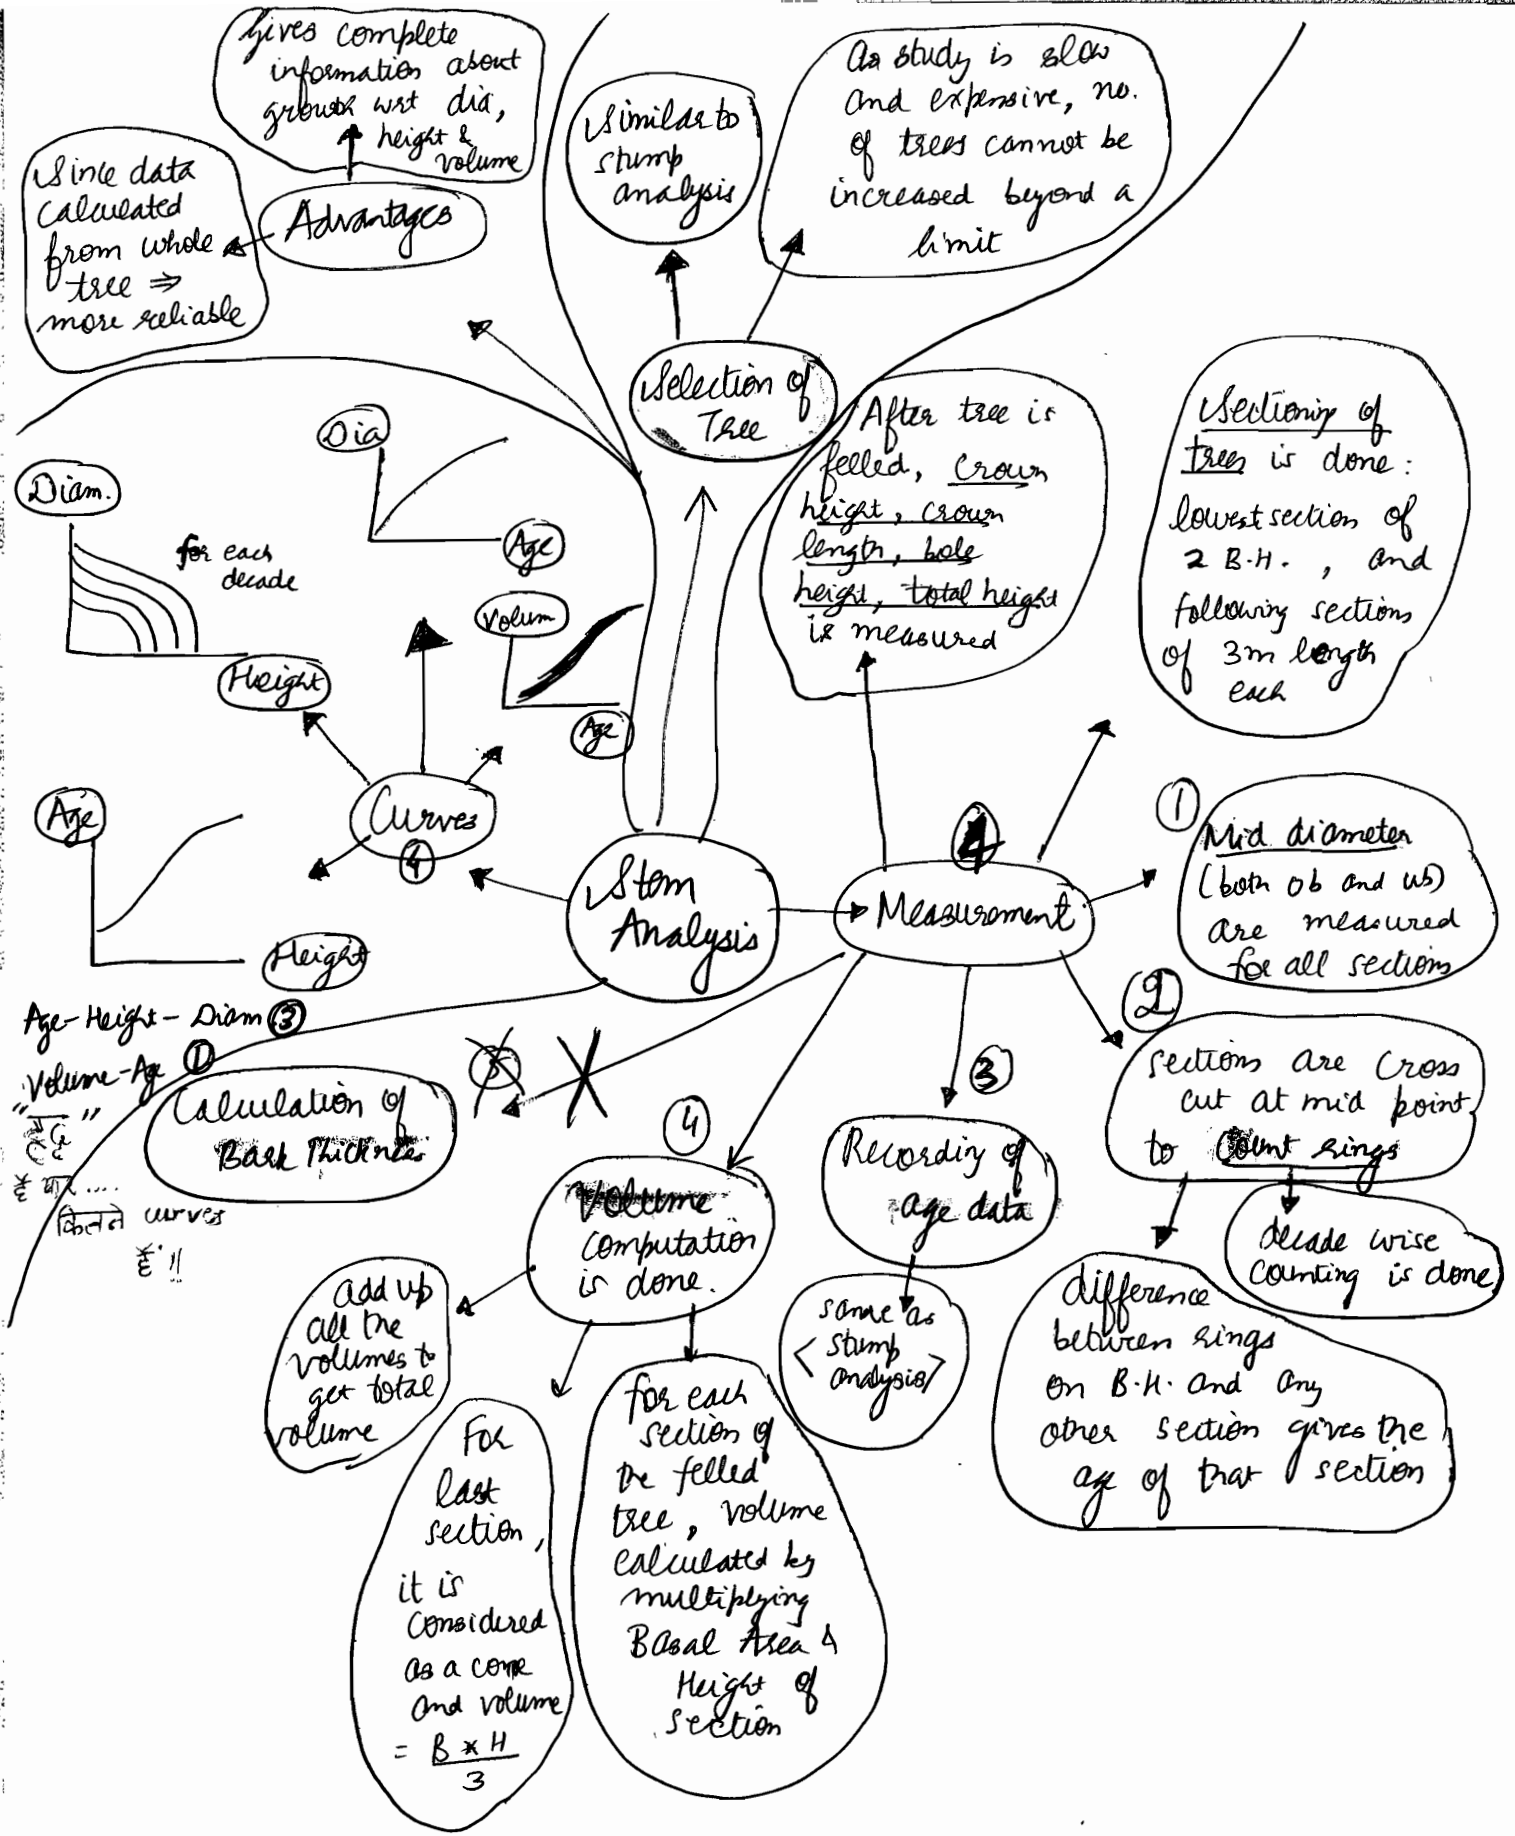 Gives complete
information about
growth wrt dia,
height &
volume
Since data
calculated
from whole
tree ⇒
more reliable
Advantages
Similar to
stump
analysis
As study is slow
and expensive, no.
of trees cannot be
increased beyond a
limit
Selection of
Tree
After tree is
felled, crown
height, crown
length, bole
height, total height
is measured
Sectioning of
trees is done:
lowest section of
2 B.H. , and
following sections
of 3m length
each
Dia
Age
Diam.
for each
decade
Height
Volum
Age
Curves
4
Age
Height
Stem
Analysis
4
Measurement
1
Mid diameter
(both ob and ub)
are measured
for all sections
2
sections are cross
cut at mid point
to count rings
decade wise
counting is done
difference
between rings
on B.H. and any
other section gives the
age of that section
3
Recording of
age data
same as
< stump
analysis>
4
Volume
computation
is done.
add up
all the
volumes to
get total
volume
For
last
section,
it is
considered
as a cone
and volume
= B * H
3
for each
section of
the felled
tree, volume
calculated by
multiplying
Basal Area &
Height of
section
5
Calculation of
Bark Thickness
Age-Height-Diam 3
Volume-Age 1
कितने curves
हैं!!